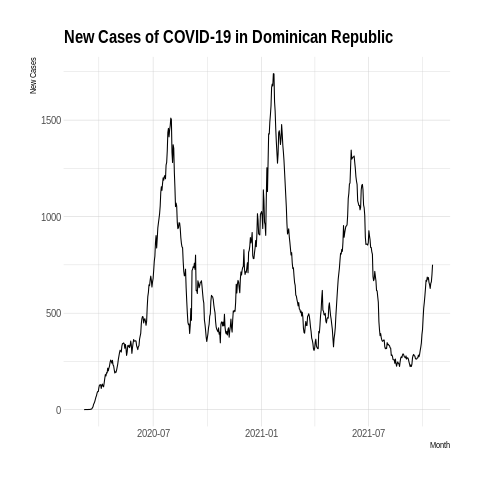 New Cases of COVID-19 in Dominican Republic
New Cases
1500
1000
500
0
2020-07
2021-01
2021-07
Month